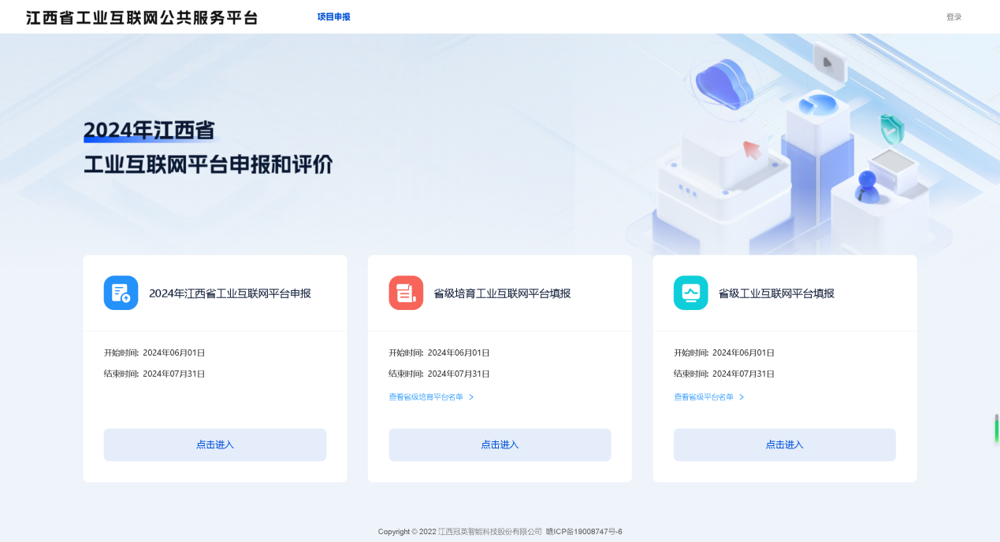 江西省工业互联网公共服务平台
项目申报
登录
2024年江西省
工业互联网平台申报和评价
2024年江西省工业互联网平台申报
开始时间: 2024年06月01日
结束时间: 2024年07月31日
点击进入
省级培育工业互联网平台填报
开始时间: 2024年06月01日
结束时间: 2024年07月31日
查看省级培育平台名单 >
点击进入
省级工业互联网平台填报
开始时间: 2024年06月01日
结束时间: 2024年07月31日
查看省级平台名单 >
点击进入
Copyright © 2022 江西冠英智能科技股份有限公司 赣ICP备19008747号-6